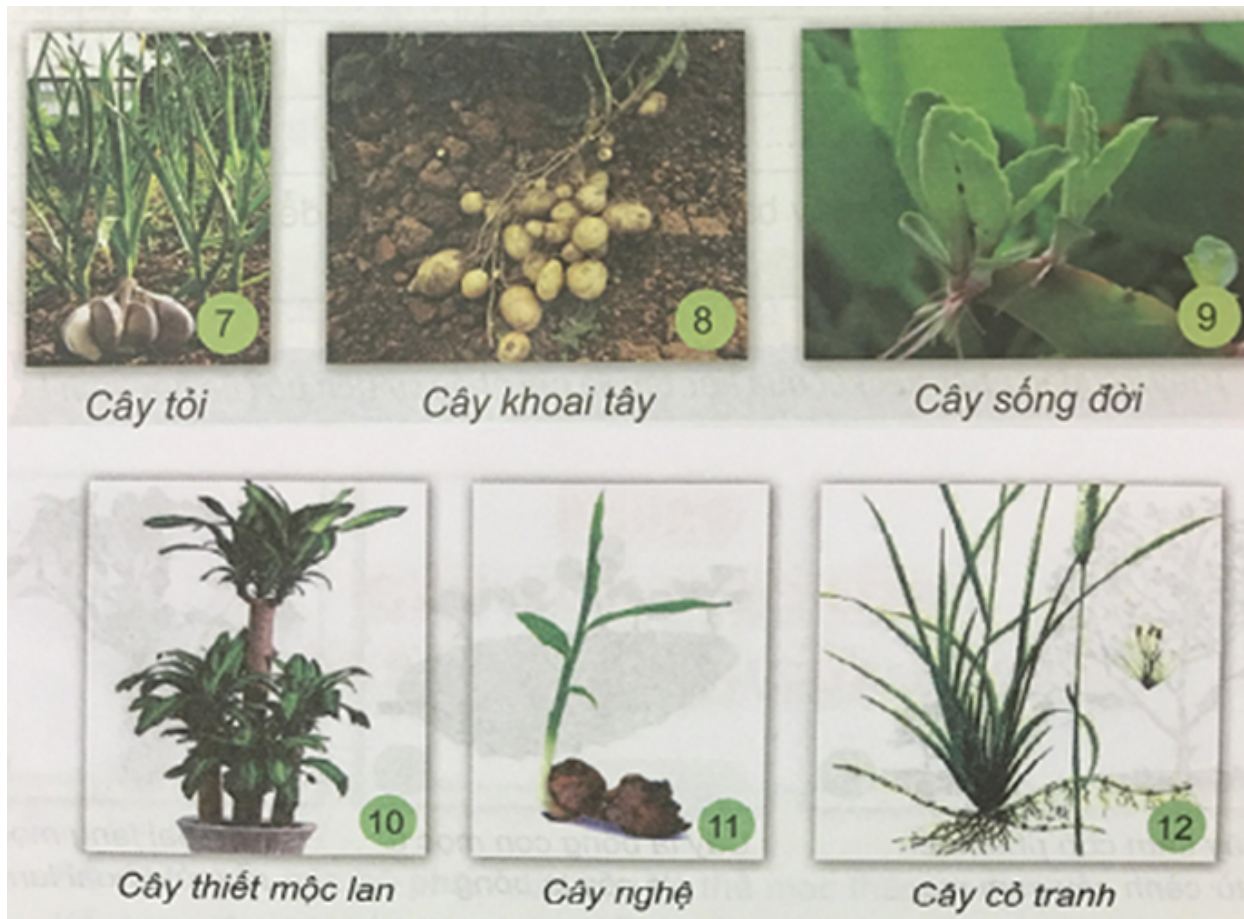 7
8
9
Cây tỏi
Cây khoai tây
Cây sống đời
10
11
12
Cây thiết mộc lan
Cây nghệ
Cây cỏ tranh